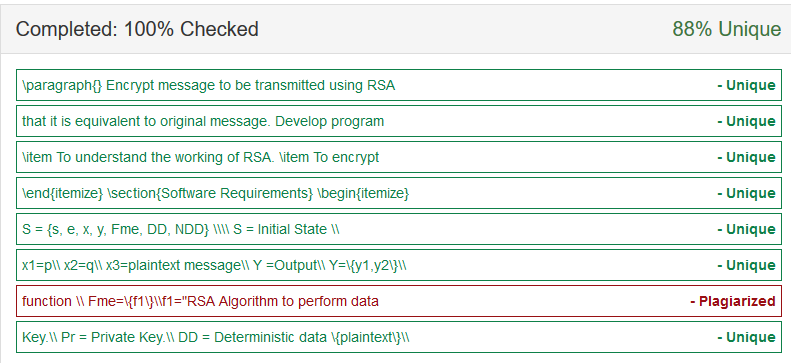 Completed: 100% Checked 88% Unique
\paragraph{} Encrypt message to be transmitted using RSA - Unique
that it is equivalent to original message. Develop program - Unique
\item To understand the working of RSA. \item To encrypt - Unique
\end{itemize} \section{Software Requirements} \begin{itemize} - Unique
S = {s, e, x, y, Fme, DD, NDD} \\\\ S = Initial State \\ - Unique
x1=p\\ x2=q\\ x3=plaintext message\\ Y =Output\\ Y=\{y1,y2\}\\ - Unique
function \\ Fme=\{f1\}\\f1="RSA Algorithm to perform data - Plagiarized
Key.\\ Pr = Private Key.\\ DD = Deterministic data \{plaintext\}\\ - Unique